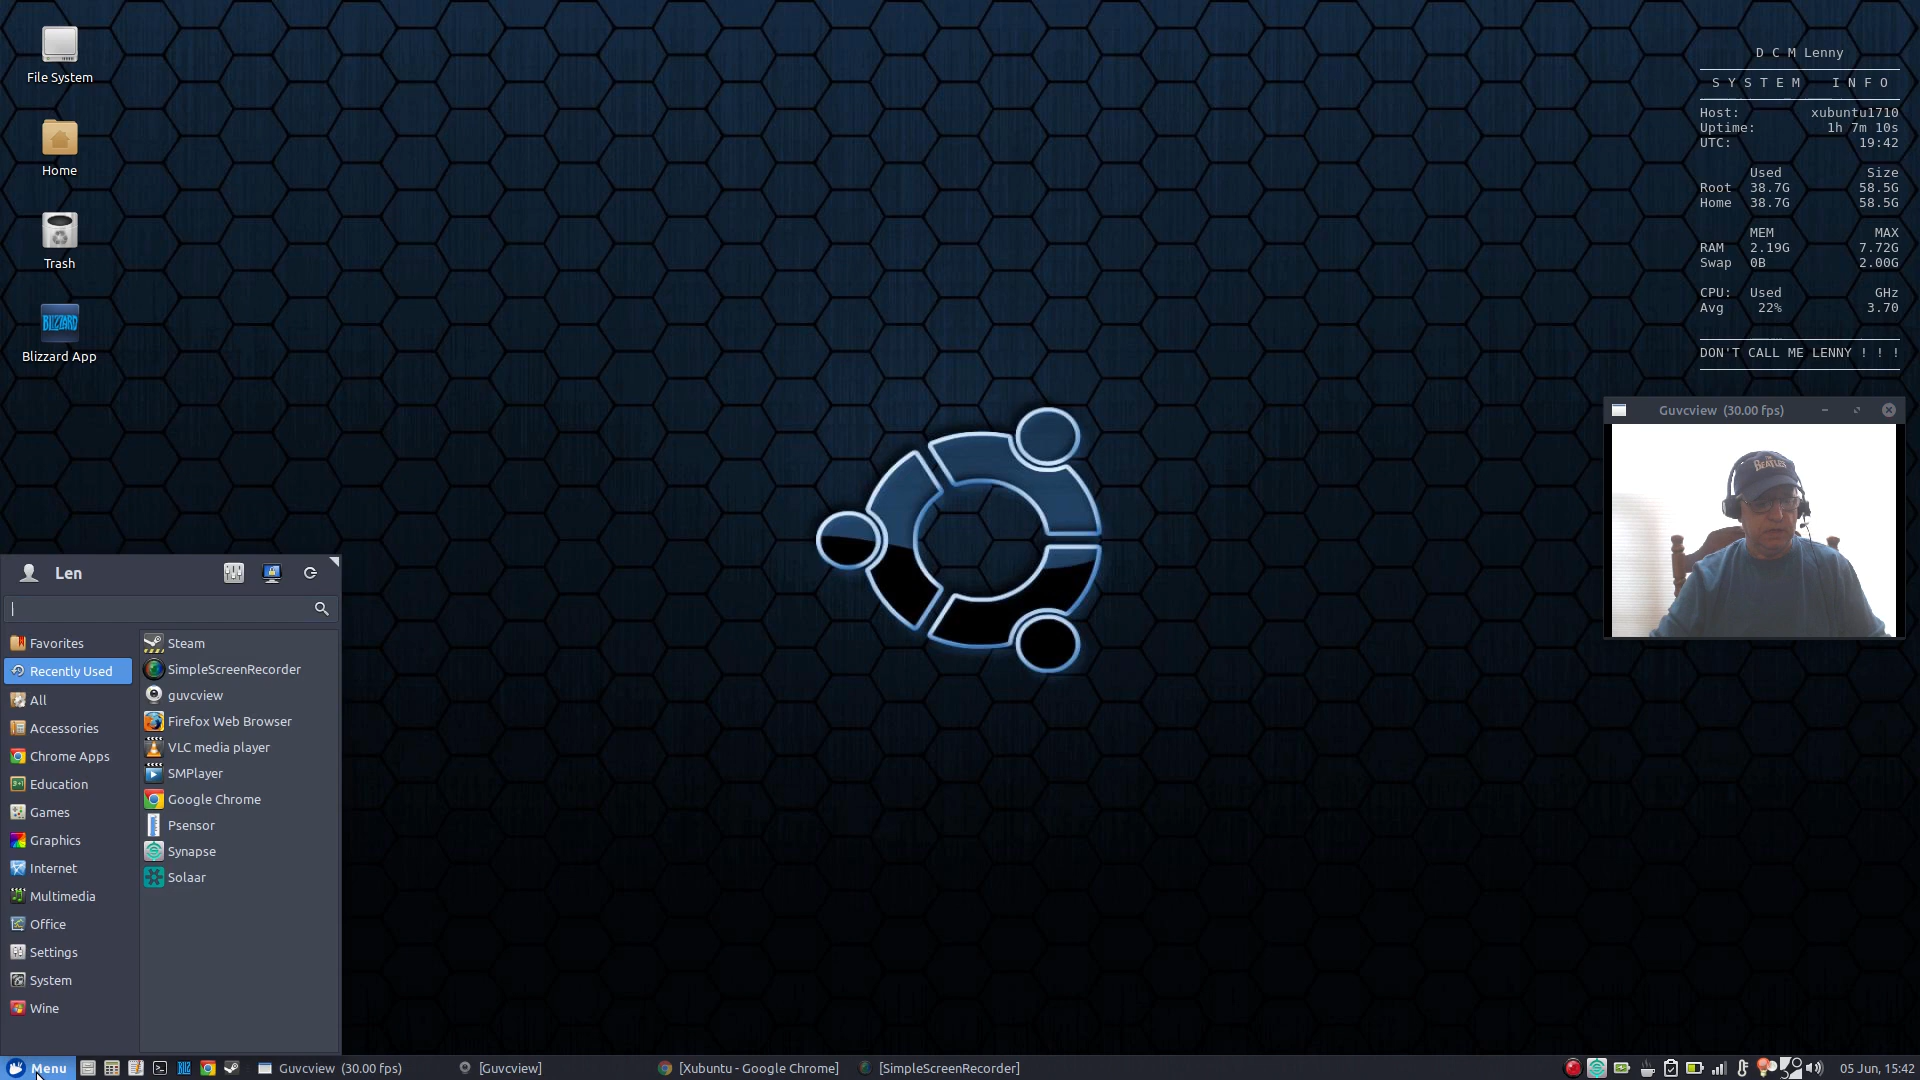 File System
Home
Trash
BLIZZARD
Blizzard App
D C M Lenny
S Y S T E M   I N F O
Host: xubuntu1710
Uptime: 1h 7m 10s
UTC: 19:42
Used Size
Root 38.7G 58.5G
Home 38.7G 58.5G
MEM MAX
RAM 2.19G 7.72G
Swap 0B 2.00G
CPU: Used GHz
Avg 22% 3.70
DON'T CALL ME LENNY ! ! !
Guvcview (30.00 fps)
BEATLES
Len
Favorites
Recently Used
All
Accessories
Chrome Apps
Education
Games
Graphics
Internet
Multimedia
Office
Settings
System
Wine
Steam
SimpleScreenRecorder
guvcview
Firefox Web Browser
VLC media player
SMPlayer
Google Chrome
Psensor
Synapse
Solaar
Menu
Guvcview (30.00 fps)
[Guvcview]
[Xubuntu - Google Chrome]
[SimpleScreenRecorder]
05 Jun, 15:42